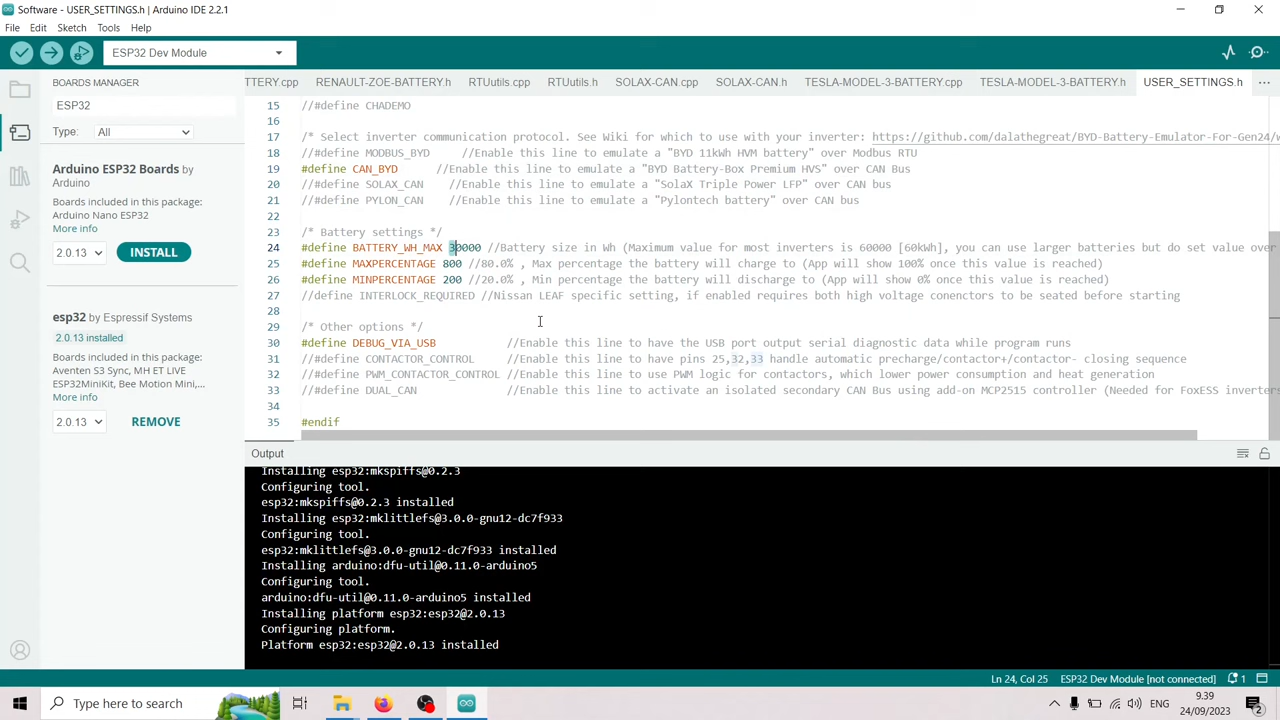 Software - USER_SETTINGS.h | Arduino IDE 2.2.1
File Edit Sketch Tools Help
ESP32 Dev Module
BOARDS MANAGER
ESP32
Type: All
Arduino ESP32 Boards by
Arduino
Boards included in this package:
Arduino Nano ESP32
More info
2.0.13 INSTALL
esp32 by Espressif Systems
2.0.13 installed
Boards included in this package:
Aventen S3 Sync, MH ET LIVE
ESP32MiniKit, Bee Motion Mini,...
More info
2.0.13 REMOVE
TTERY.cpp RENAULT-ZOE-BATTERY.h RTUutils.cpp RTUutils.h SOLAX-CAN.cpp SOLAX-CAN.h TESLA-MODEL-3-BATTERY.cpp TESLA-MODEL-3-BATTERY.h USER_SETTINGS.h
15 //#define CHADEMO
16
17 /* Select inverter communication protocol. See Wiki for which to use with your inverter: https://github.com/dalathegreat/BYD-Battery-Emulator-For-Gen24/w
18 //#define MODBUS_BYD //Enable this line to emulate a "BYD 11kWh HVM battery" over Modbus RTU
19 #define CAN_BYD //Enable this line to emulate a "BYD Battery-Box Premium HVS" over CAN Bus
20 //#define SOLAX_CAN //Enable this line to emulate a "SolaX Triple Power LFP" over CAN bus
21 //#define PYLON_CAN //Enable this line to emulate a "Pylontech battery" over CAN bus
22
23 /* Battery settings */
24 #define BATTERY_WH_MAX 30000 //Battery size in Wh (Maximum value for most inverters is 60000 [60kWh], you can use larger batteries but do set value over
25 #define MAXPERCENTAGE 800 //80.0% , Max percentage the battery will charge to (App will show 100% once this value is reached)
26 #define MINPERCENTAGE 200 //20.0% , Min percentage the battery will discharge to (App will show 0% once this value is reached)
27 //define INTERLOCK_REQUIRED //Nissan LEAF specific setting, if enabled requires both high voltage conenctors to be seated before starting
28
29 /* Other options */
30 #define DEBUG_VIA_USB //Enable this line to have the USB port output serial diagnostic data while program runs
31 //#define CONTACTOR_CONTROL //Enable this line to have pins 25,32,33 handle automatic precharge/contactor+/contactor- closing sequence
32 //#define PWM_CONTACTOR_CONTROL //Enable this line to use PWM logic for contactors, which lower power consumption and heat generation
33 //#define DUAL_CAN //Enable this line to activate an isolated secondary CAN Bus using add-on MCP2515 controller (Needed for FoxESS inverters
34
35 #endif
Output
Installing esp32:mkspiffs@0.2.3
Configuring tool.
esp32:mkspiffs@0.2.3 installed
Installing esp32:mklittlefs@3.0.0-gnu12-dc7f933
Configuring tool.
esp32:mklittlefs@3.0.0-gnu12-dc7f933 installed
Installing arduino:dfu-util@0.11.0-arduino5
Configuring tool.
arduino:dfu-util@0.11.0-arduino5 installed
Installing platform esp32:esp32@2.0.13
Configuring platform.
Platform esp32:esp32@2.0.13 installed
Ln 24, Col 25 ESP32 Dev Module [not connected] 1
Type here to search
ENG
9.39
24/09/2023
2